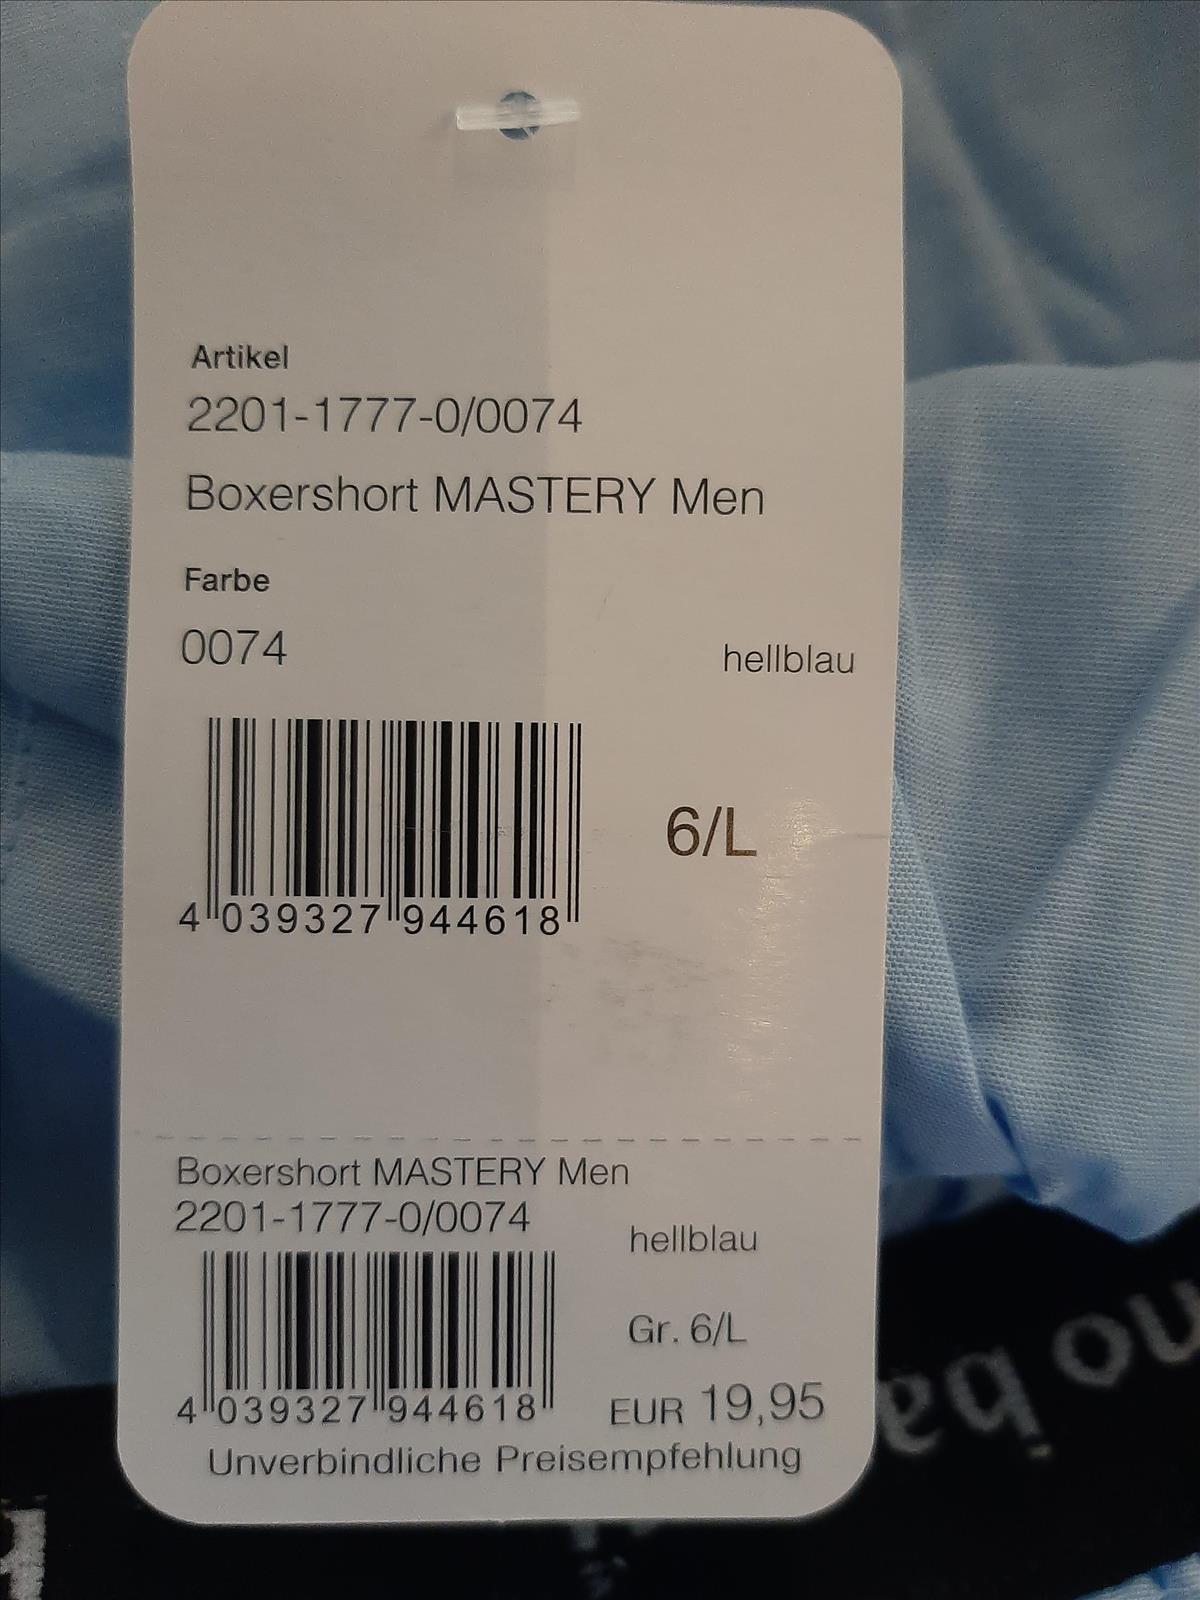 Artikel
2201-1777-0/0074
Boxershort MASTERY Men
Farbe
0074
hellblau
6/L
4 039327 944618
Boxershort MASTERY Men
2201-1777-0/0074
hellblau
Gr. 6/L
4 039327 944618
EUR 19,95
Unverbindliche Preisempfehlung